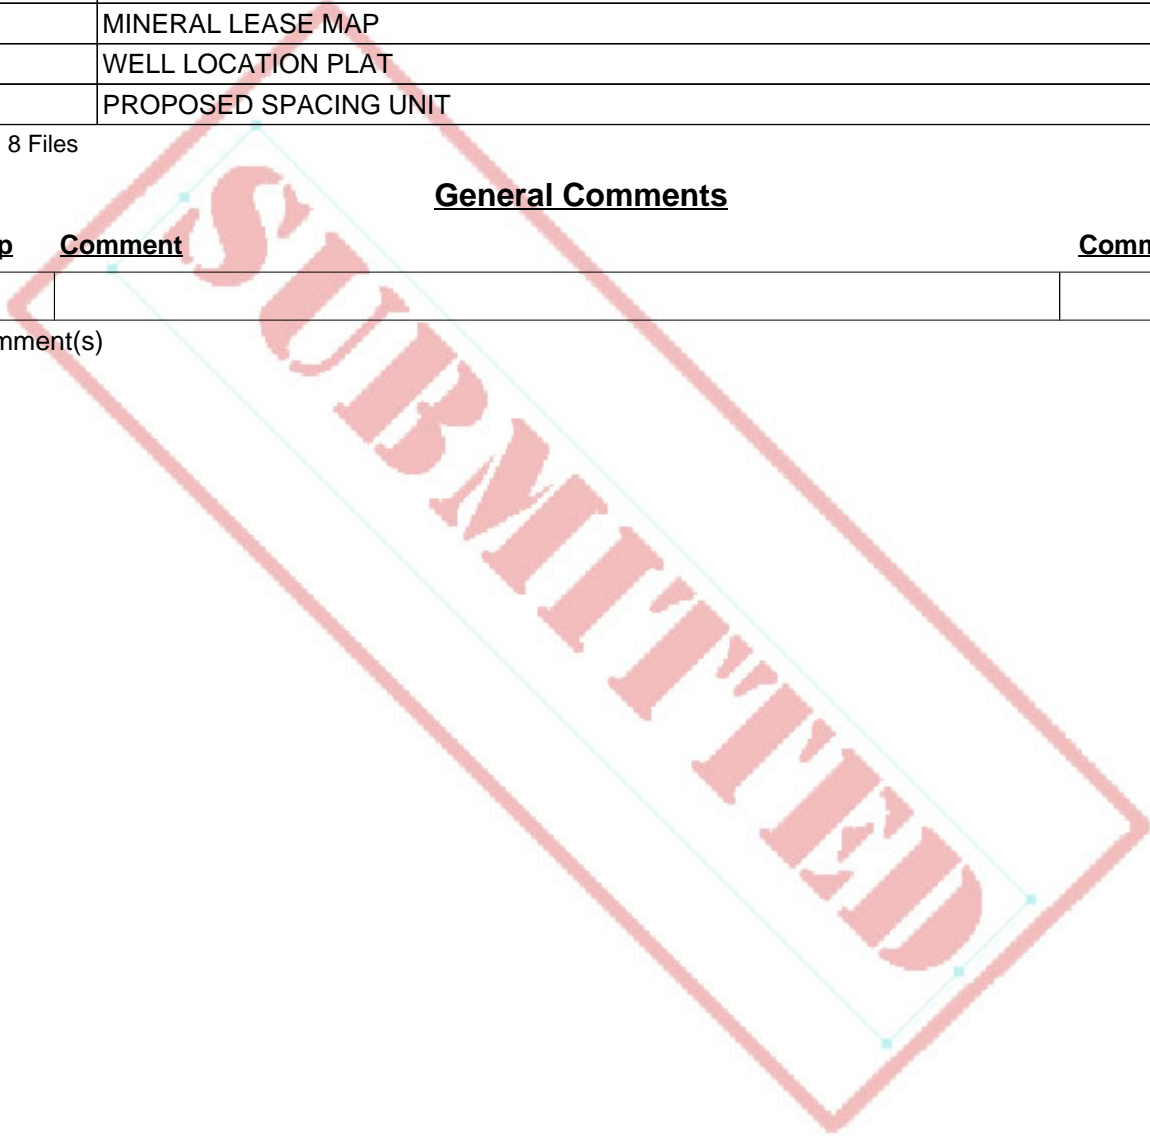 MINERAL LEASE MAP
WELL LOCATION PLAT
PROPOSED SPACING UNIT
8 Files
General Comments
p Comment Comm
mment(s)
SUBMITTED